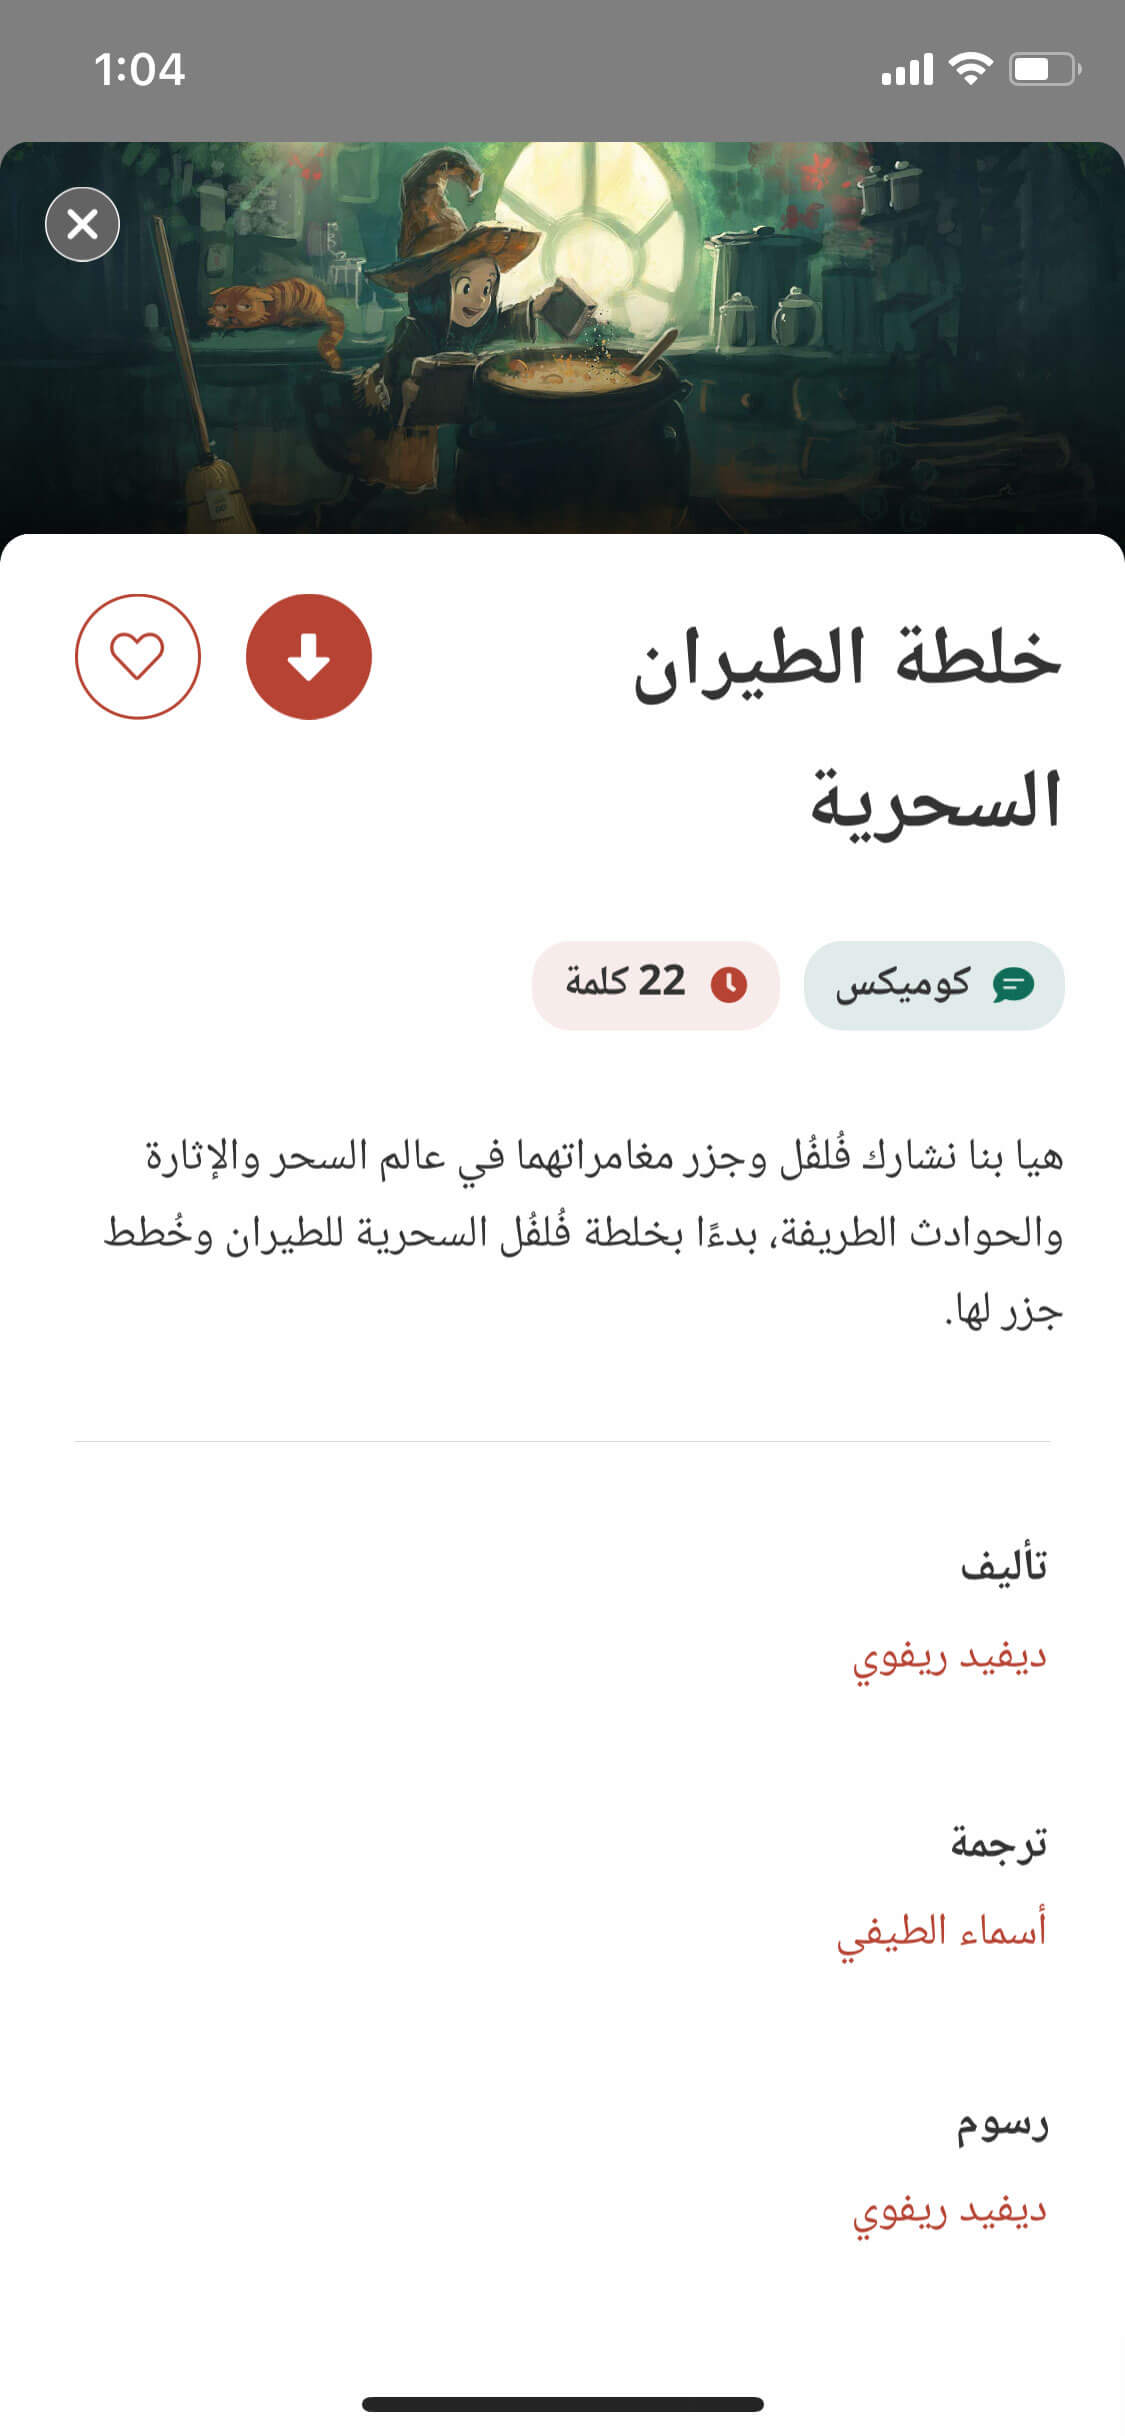 1:04
خلطة الطيران
السحرية
كوميكس
22 كلمة
هيا بنا نشارك فُلفُل وجزر مغامراتهما في عالم السحر والإثارة
والحوادث الطريفة، بدءًا بخلطة فُلفُل السحرية للطيران وخُطط
جزر لها.
تأليف
ديفيد ريفوي
ترجمة
أسماء الطيفي
رسوم
ديفيد ريفوي